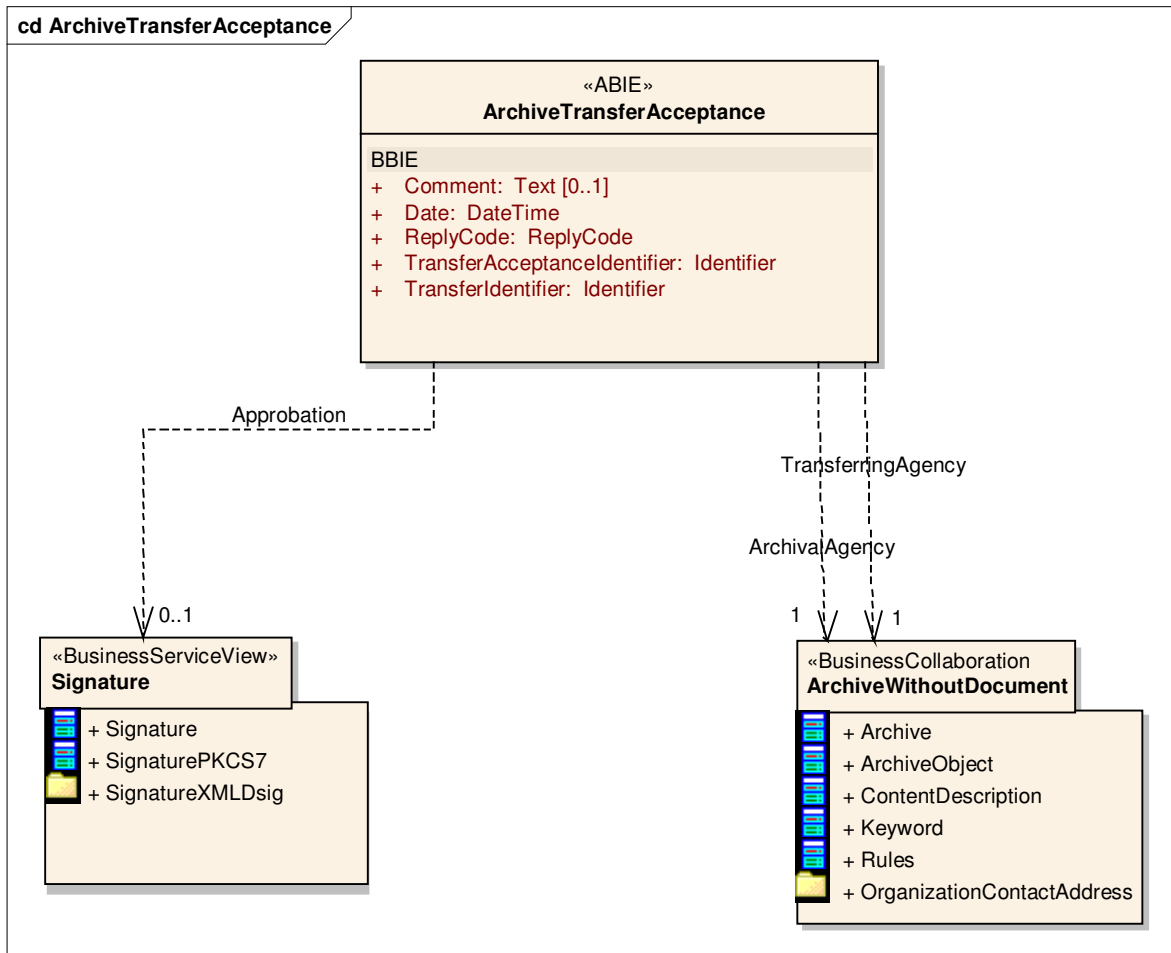 cd ArchiveTransferAcceptance
«ABIE»
ArchiveTransferAcceptance
BBIE
+ Comment: Text [0..1]
+ Date: DateTime
+ ReplyCode: ReplyCode
+ TransferAcceptanceIdentifier: Identifier
+ TransferIdentifier: Identifier
Approbation
TransferringAgency
ArchivalAgency
0..1
1
1
«BusinessServiceView»
Signature
+ Signature
+ SignaturePKCS7
+ SignatureXMLDsig
«BusinessCollaboration
ArchiveWithoutDocument
+ Archive
+ ArchiveObject
+ ContentDescription
+ Keyword
+ Rules
+ OrganizationContactAddress